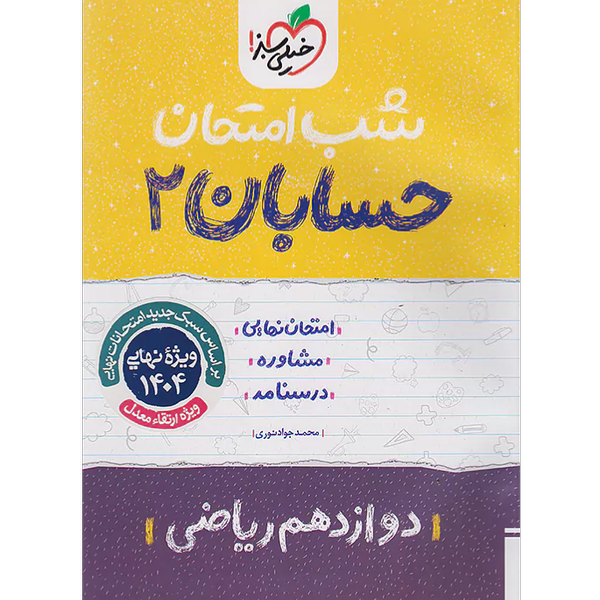 خیلی سبز!
شب امتحان
حسابان ۲
امتحان نهایی
مشاوره
درسنامه
محمدجواد نوری
بر اساس سبک جدید امتحانات نهایی
ویژهٔ نهایی
۱۴۰۴
ویژه ارتقاء معدل
دوازدهم ریاضی